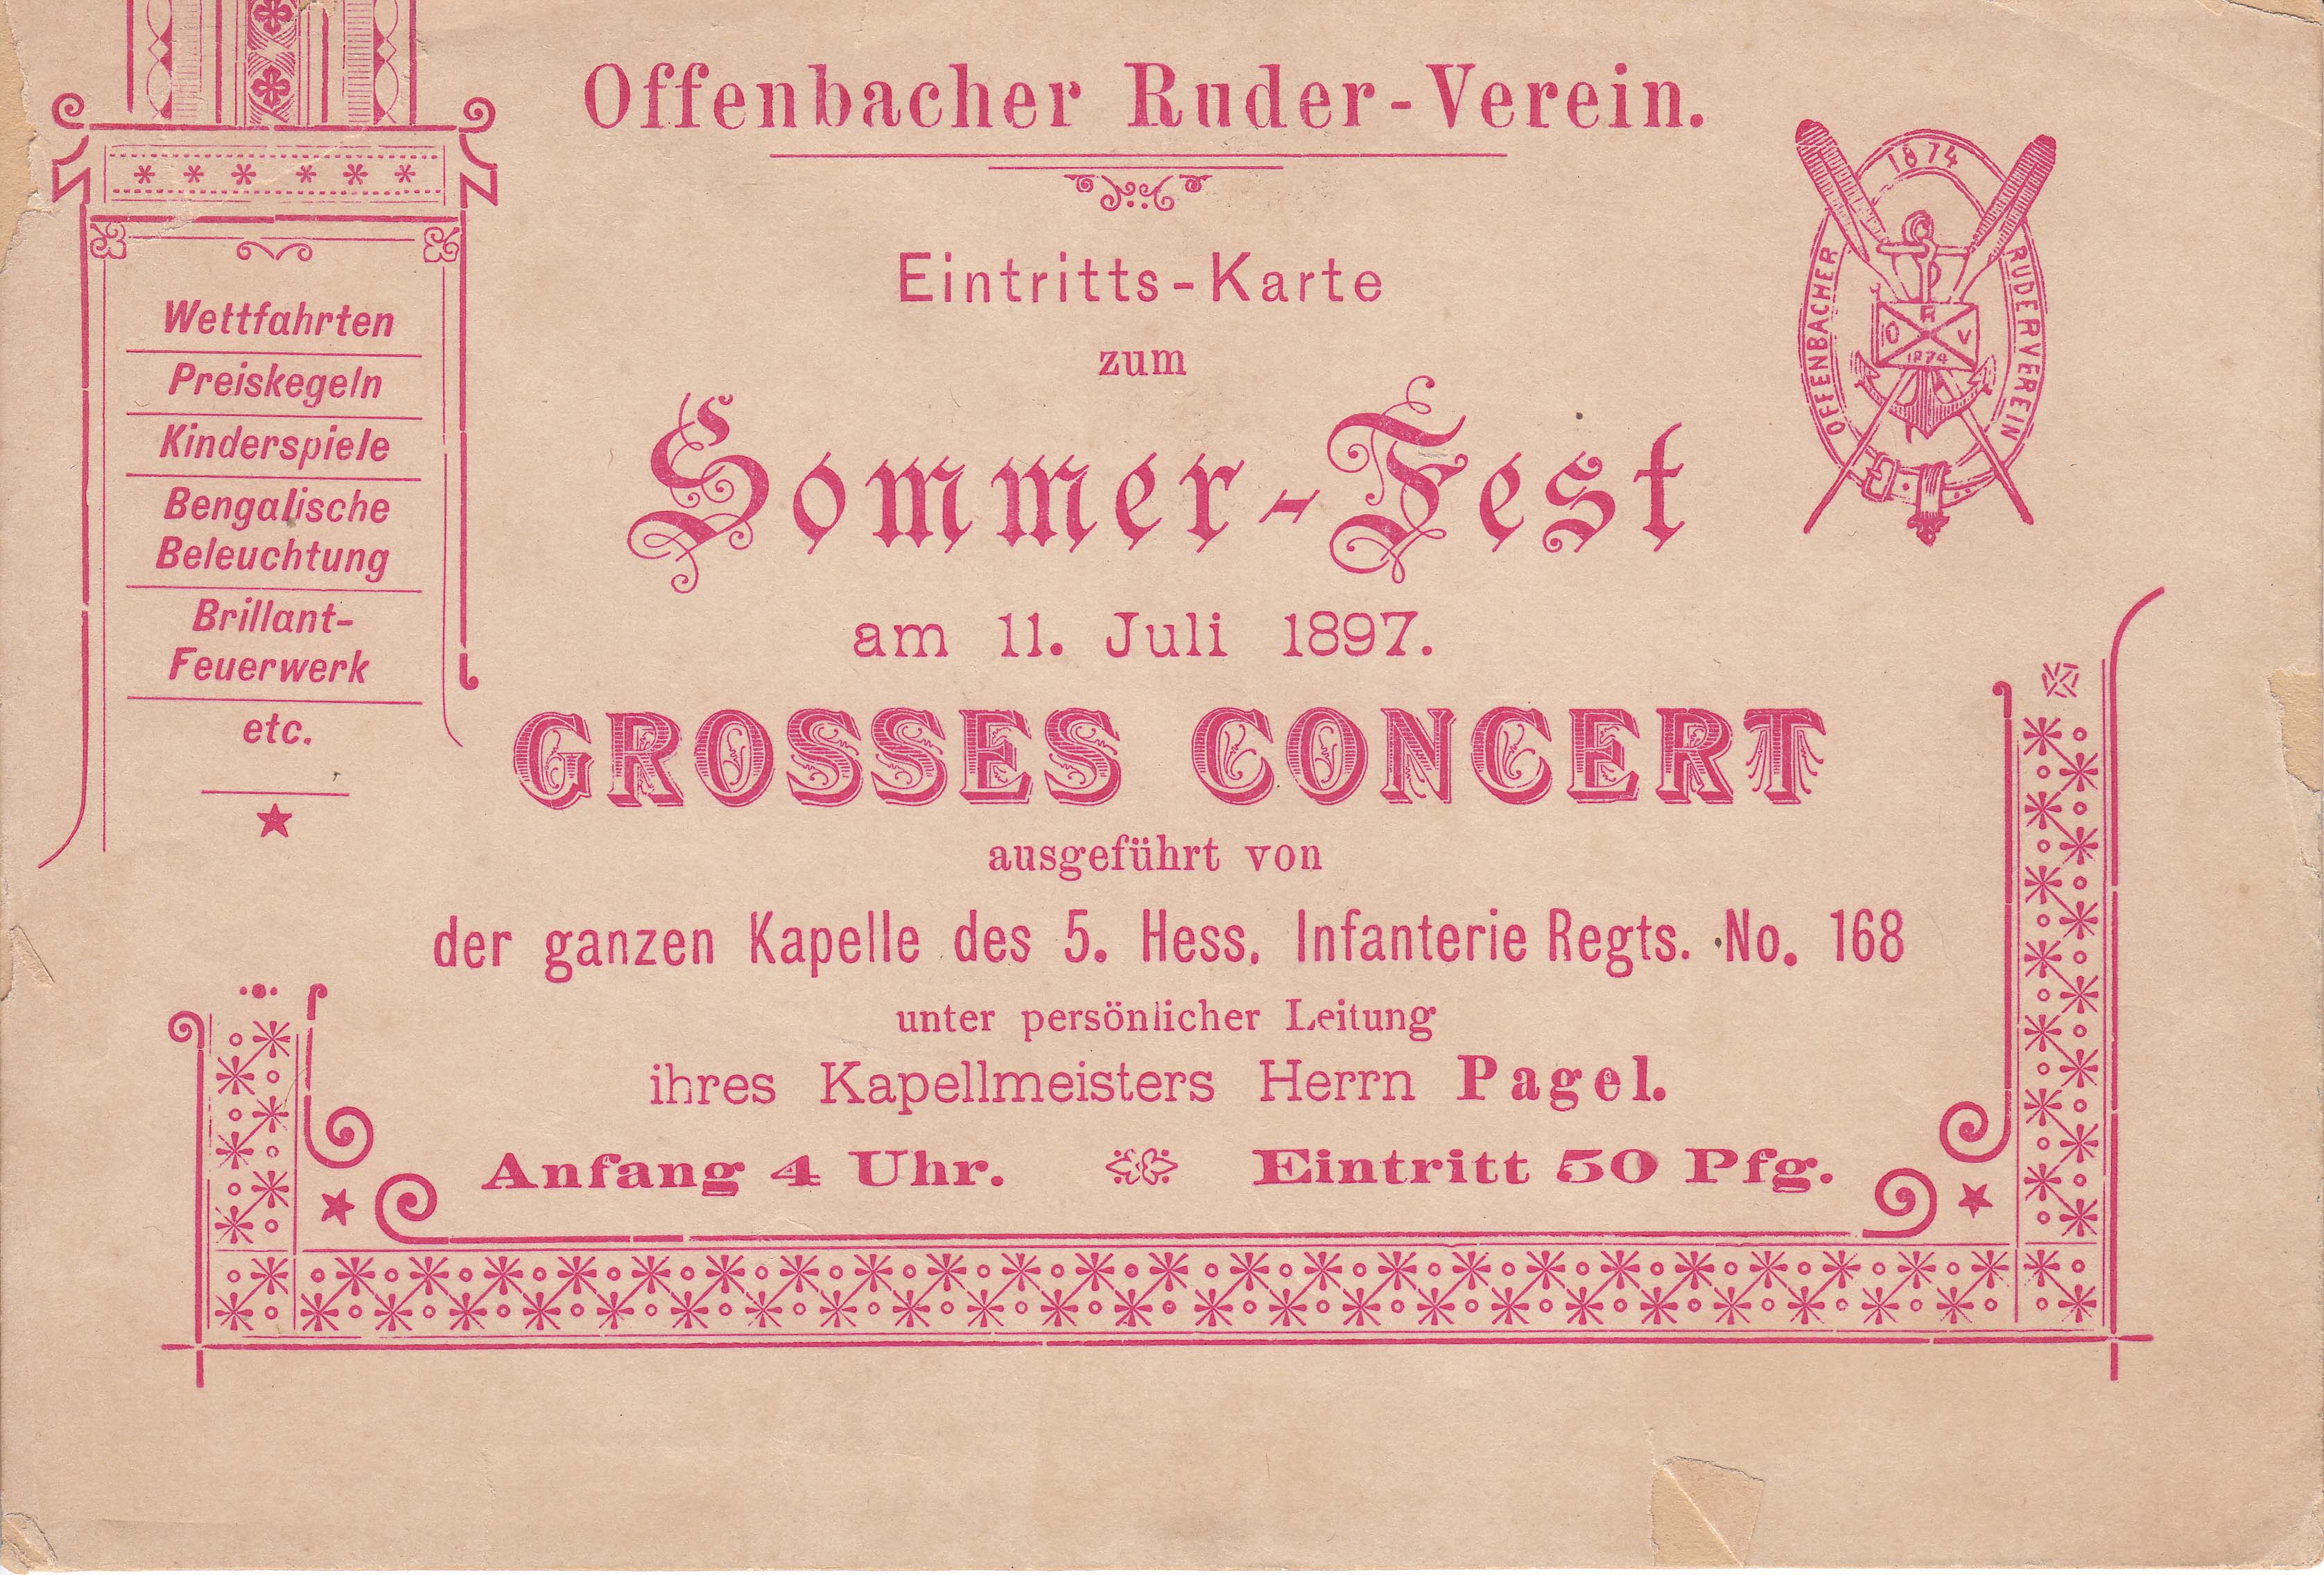 Offenbacher Ruder-Verein.
Eintritts-Karte
zum
Sommer-Fest
am 11. Juli 1897.
GROSSES CONCERT
ausgeführt von
der ganzen Kapelle des 5. Hess. Infanterie Regts. No. 168
unter persönlicher Leitung
ihres Kapellmeisters Herrn Pagel.
Anfang 4 Uhr.
Eintritt 50 Pfg.
Wettfahrten
Preiskegeln
Kinderspiele
Bengalische
Beleuchtung
Brillant-
Feuerwerk
etc.
1874
OFFENBACHER
RUDERVEREIN
R
O V
1874